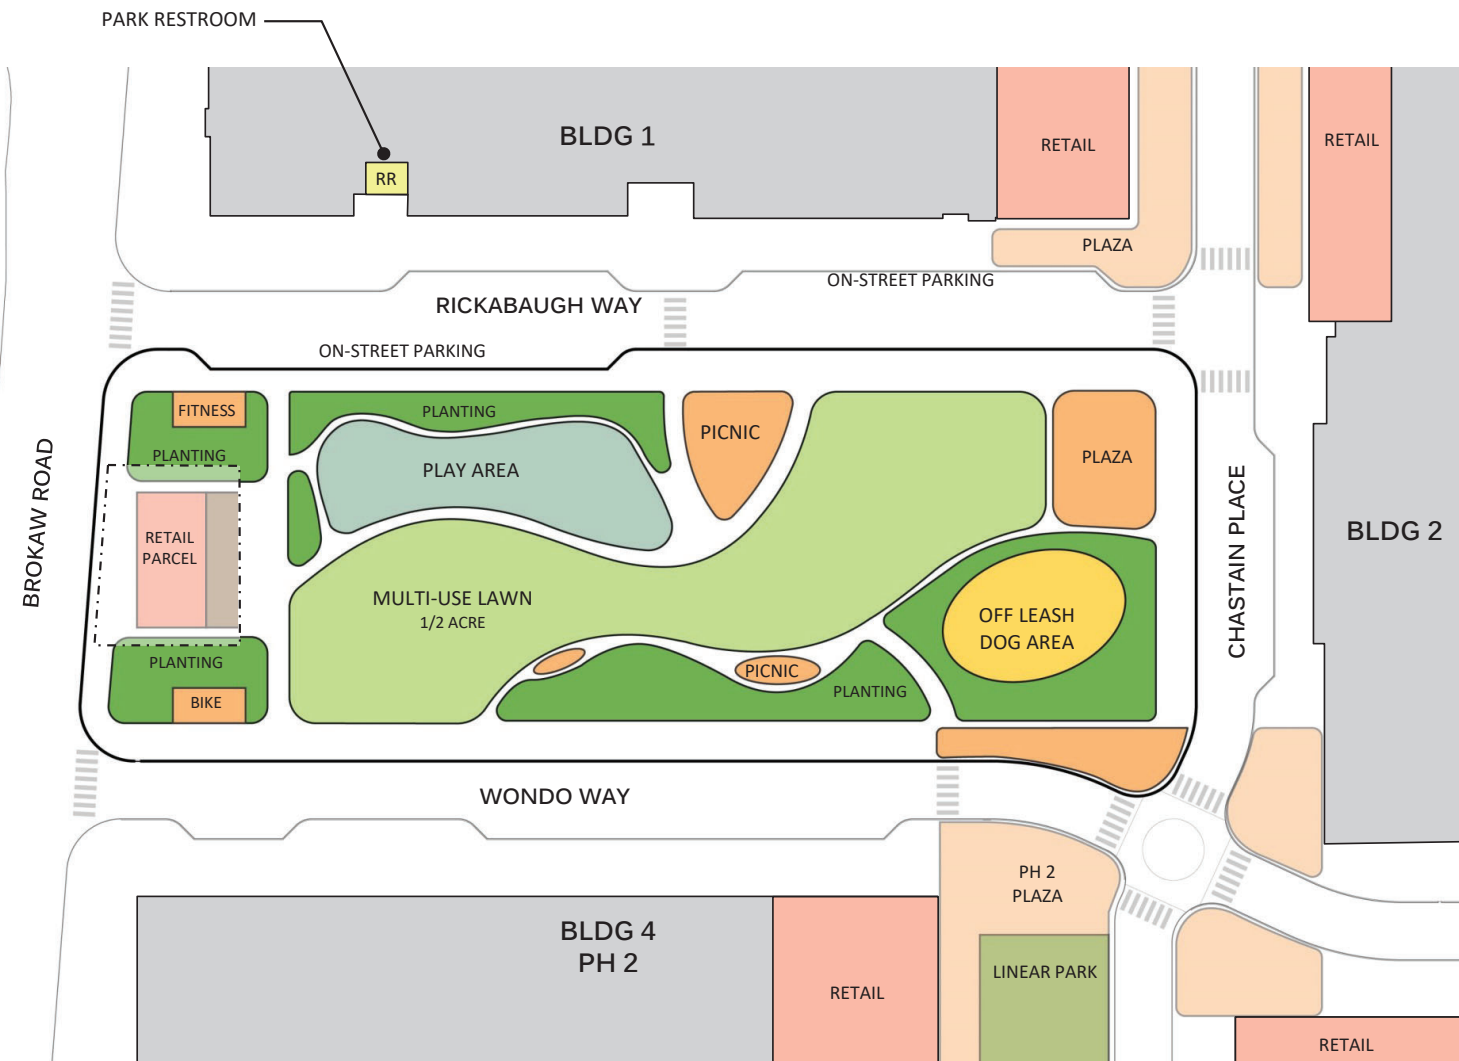 PARK RESTROOM
BLDG 1
RETAIL
RETAIL
RR
PLAZA
ON-STREET PARKING
RICKABAUGH WAY
ON-STREET PARKING
FITNESS
PLANTING
PICNIC
PLANTING
PLAZA
PLAY AREA
BROKAW ROAD
RETAIL
PARCEL
CHASTAIN PLACE
BLDG 2
MULTI-USE LAWN
1/2 ACRE
OFF LEASH
DOG AREA
PLANTING
PICNIC
PLANTING
BIKE
WONDO WAY
PH 2
PLAZA
BLDG 4
PH 2
LINEAR PARK
RETAIL
RETAIL